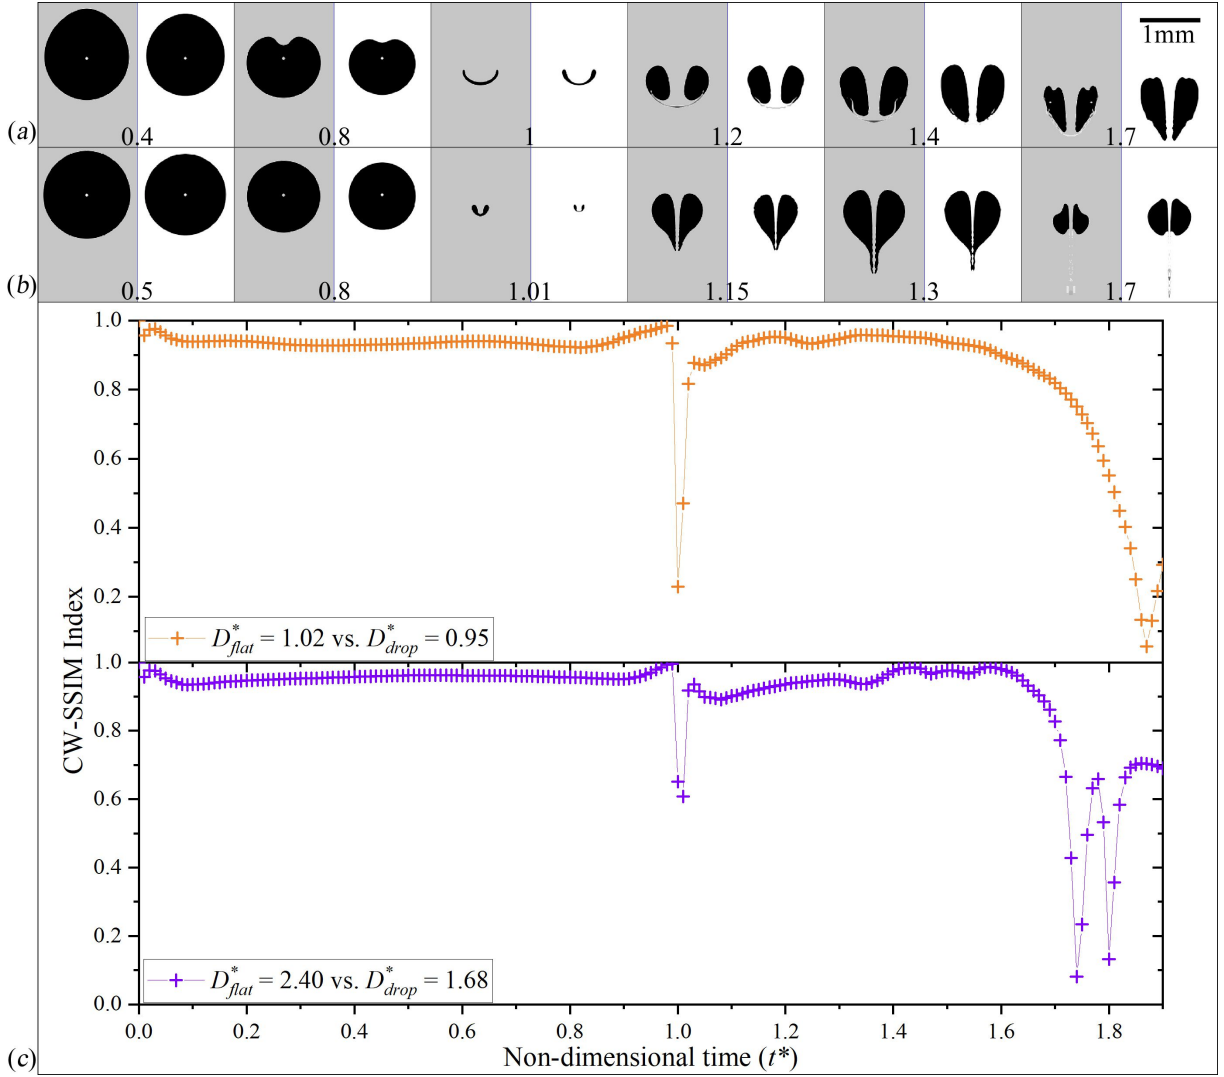 1mm
(a) 0.4 0.8 1 1.2 1.4 1.7
(b) 0.5 0.8 1.01 1.15 1.3 1.7
1.0
0.8
0.6
0.4
0.2
D*flat = 1.02 vs. D*drop = 0.95
1.0
0.8
0.6
0.4
0.2
0.0
D*flat = 2.40 vs. D*drop = 1.68
CW-SSIM Index
0.0 0.2 0.4 0.6 0.8 1.0 1.2 1.4 1.6 1.8
(c) Non-dimensional time (t*)